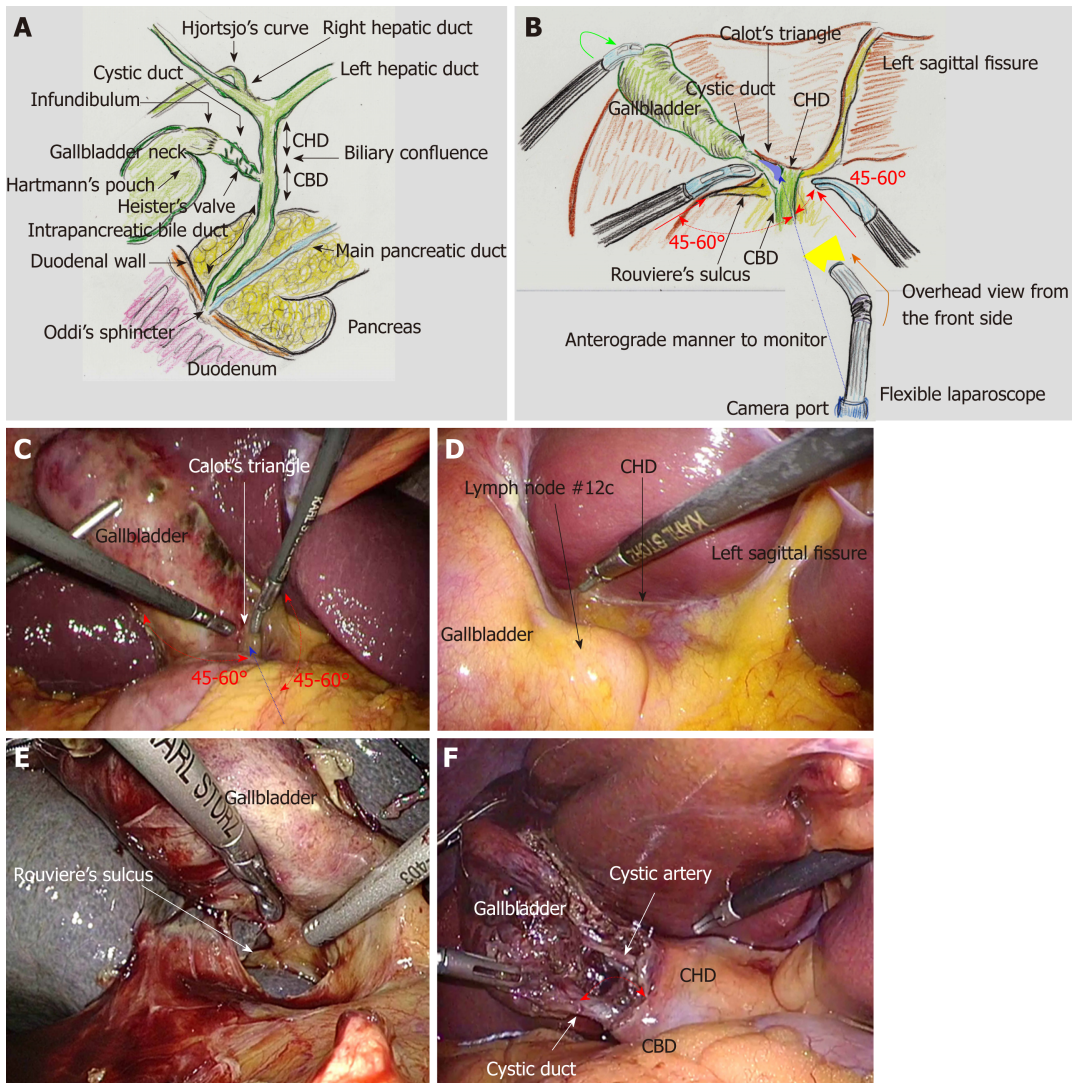 A
Hjortsjo's curve
Right hepatic duct
Cystic duct
Left hepatic duct
Infundibulum
CHD
Gallbladder neck
Biliary confluence
Hartmann's pouch
CBD
Heister's valve
Intrapancreatic bile duct
Duodenal wall
Main pancreatic duct
Oddi's sphincter
Pancreas
Duodenum
B
Calot's triangle
Left sagittal fissure
Cystic duct
CHD
Gallbladder
45-60°
45-60°
CBD
Rouviere's sulcus
Overhead view from
the front side
Anterograde manner to monitor
Flexible laparoscope
Camera port
C
Calot's triangle
KARL STORZ
Gallbladder
45-60°
45-60°
D
CHD
Lymph node #12c
KARL STORZ
Left sagittal fissure
Gallbladder
E
KARL STORZ
Gallbladder
Rouviere's sulcus
F
Cystic artery
Gallbladder
CHD
CBD
Cystic duct